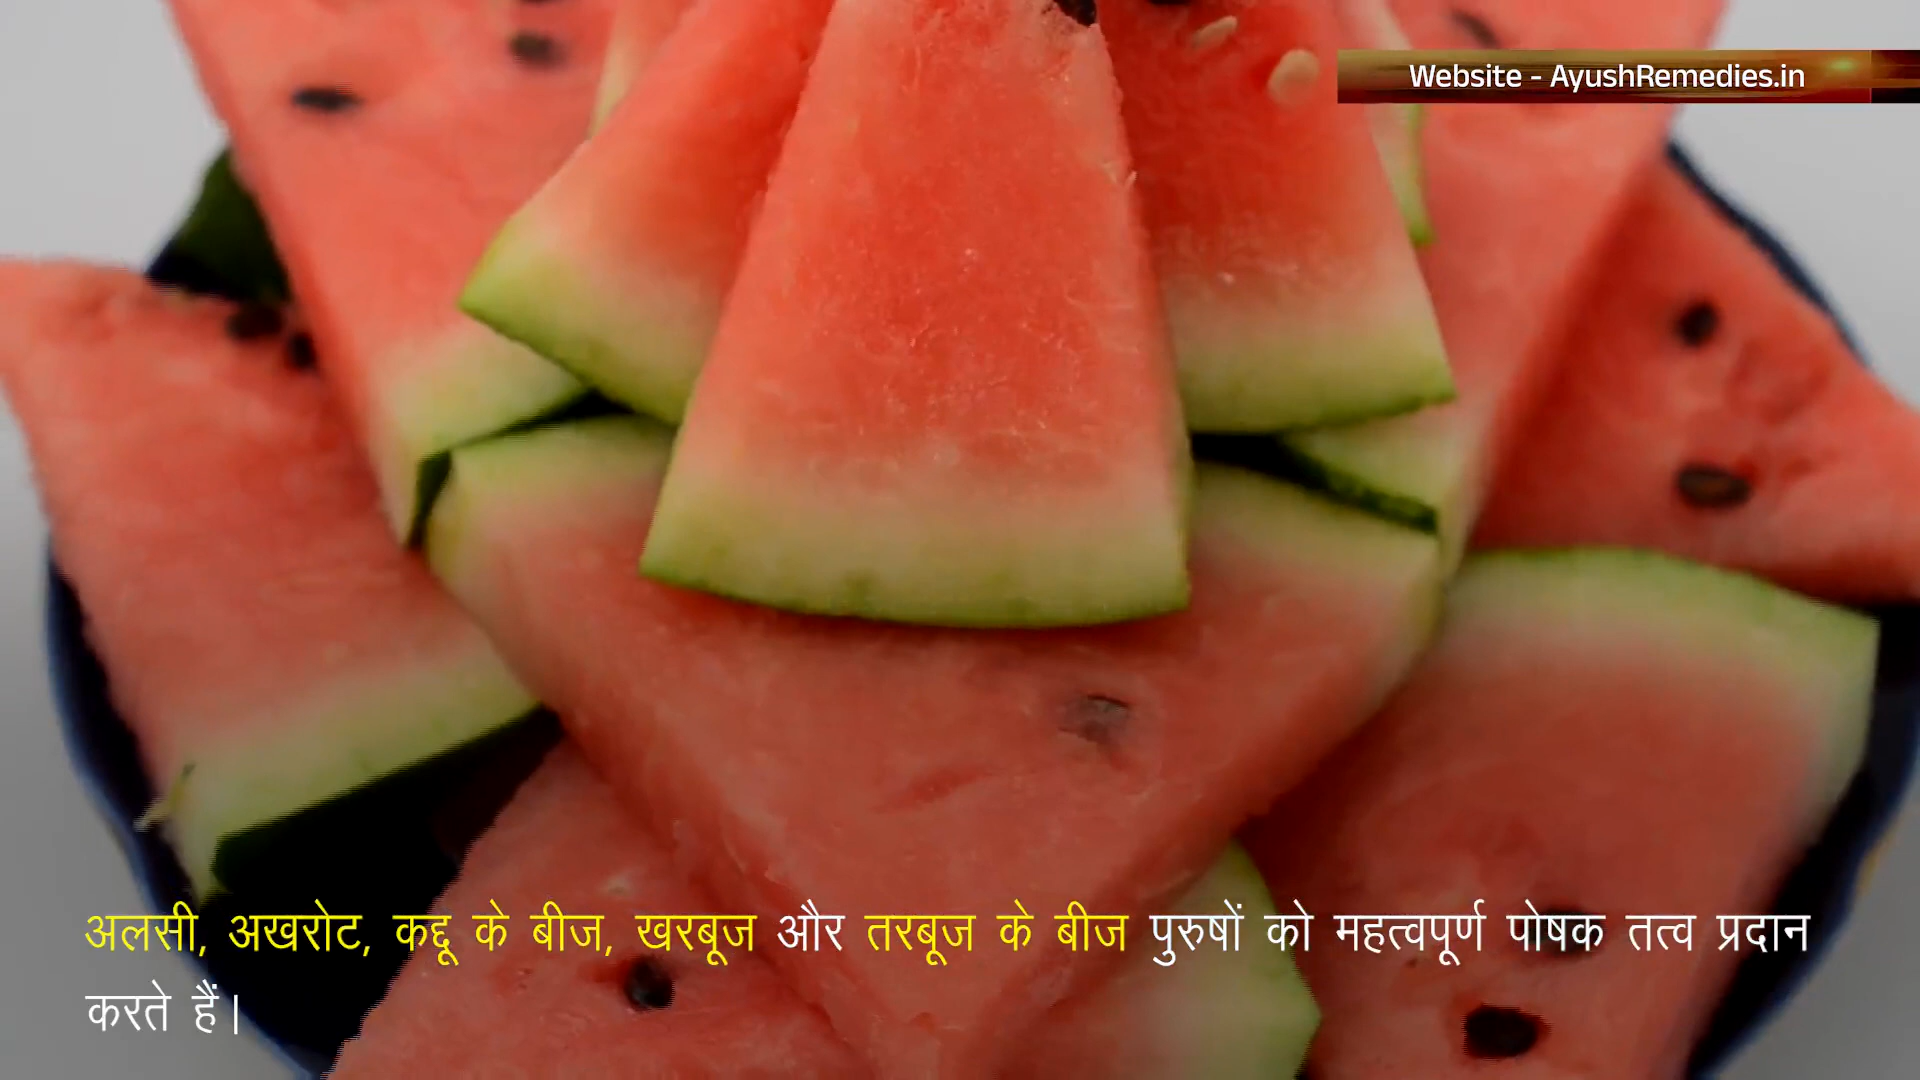 Website - AyushRemedies.in
अलसी, अखरोट, कद्दू के बीज, खरबूज और तरबूज के बीज पुरुषों को महत्वपूर्ण पोषक तत्व प्रदान
करते हैं।